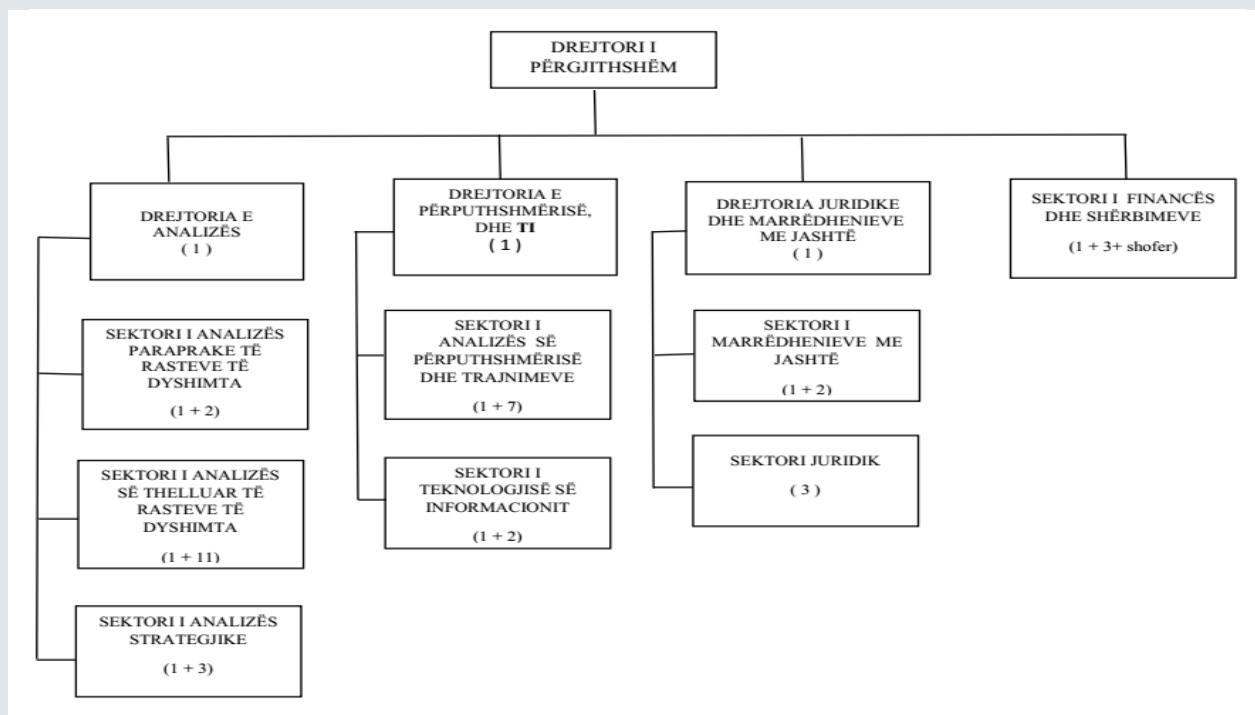 DREJTORI I
PËRGJITHSHËM
DREJTORIA E
ANALIZËS
( 1 )
SEKTORI I ANALIZËS
PARAPRAKE TË
RASTEVE TË
DYSHIMTA
(1 + 2)
SEKTORI I ANALIZËS
SË THELLUAR TË
RASTEVE TË
DYSHIMTA
(1 + 11)
SEKTORI I ANALIZËS
STRATEGJIKE
(1 + 3)
DREJTORIA E
PËRPUTHSHMËRISË,
DHE TI
( 1 )
SEKTORI I
ANALIZËS SË
PËRPUTHSHMËRISË
DHE TRAJNIMEVE
(1 + 7)
SEKTORI I
TEKNOLOGJISË SË
INFORMACIONIT
(1 + 2)
DREJTORIA JURIDIKE
DHE MARRËDHENIEVE
ME JASHTË
( 1 )
SEKTORI I
MARRËDHENIEVE ME
JASHTË
(1 + 2)
SEKTORI JURIDIK
( 3 )
SEKTORI I FINANCËS
DHE SHËRBIMEVE
(1 + 3+ shofer)